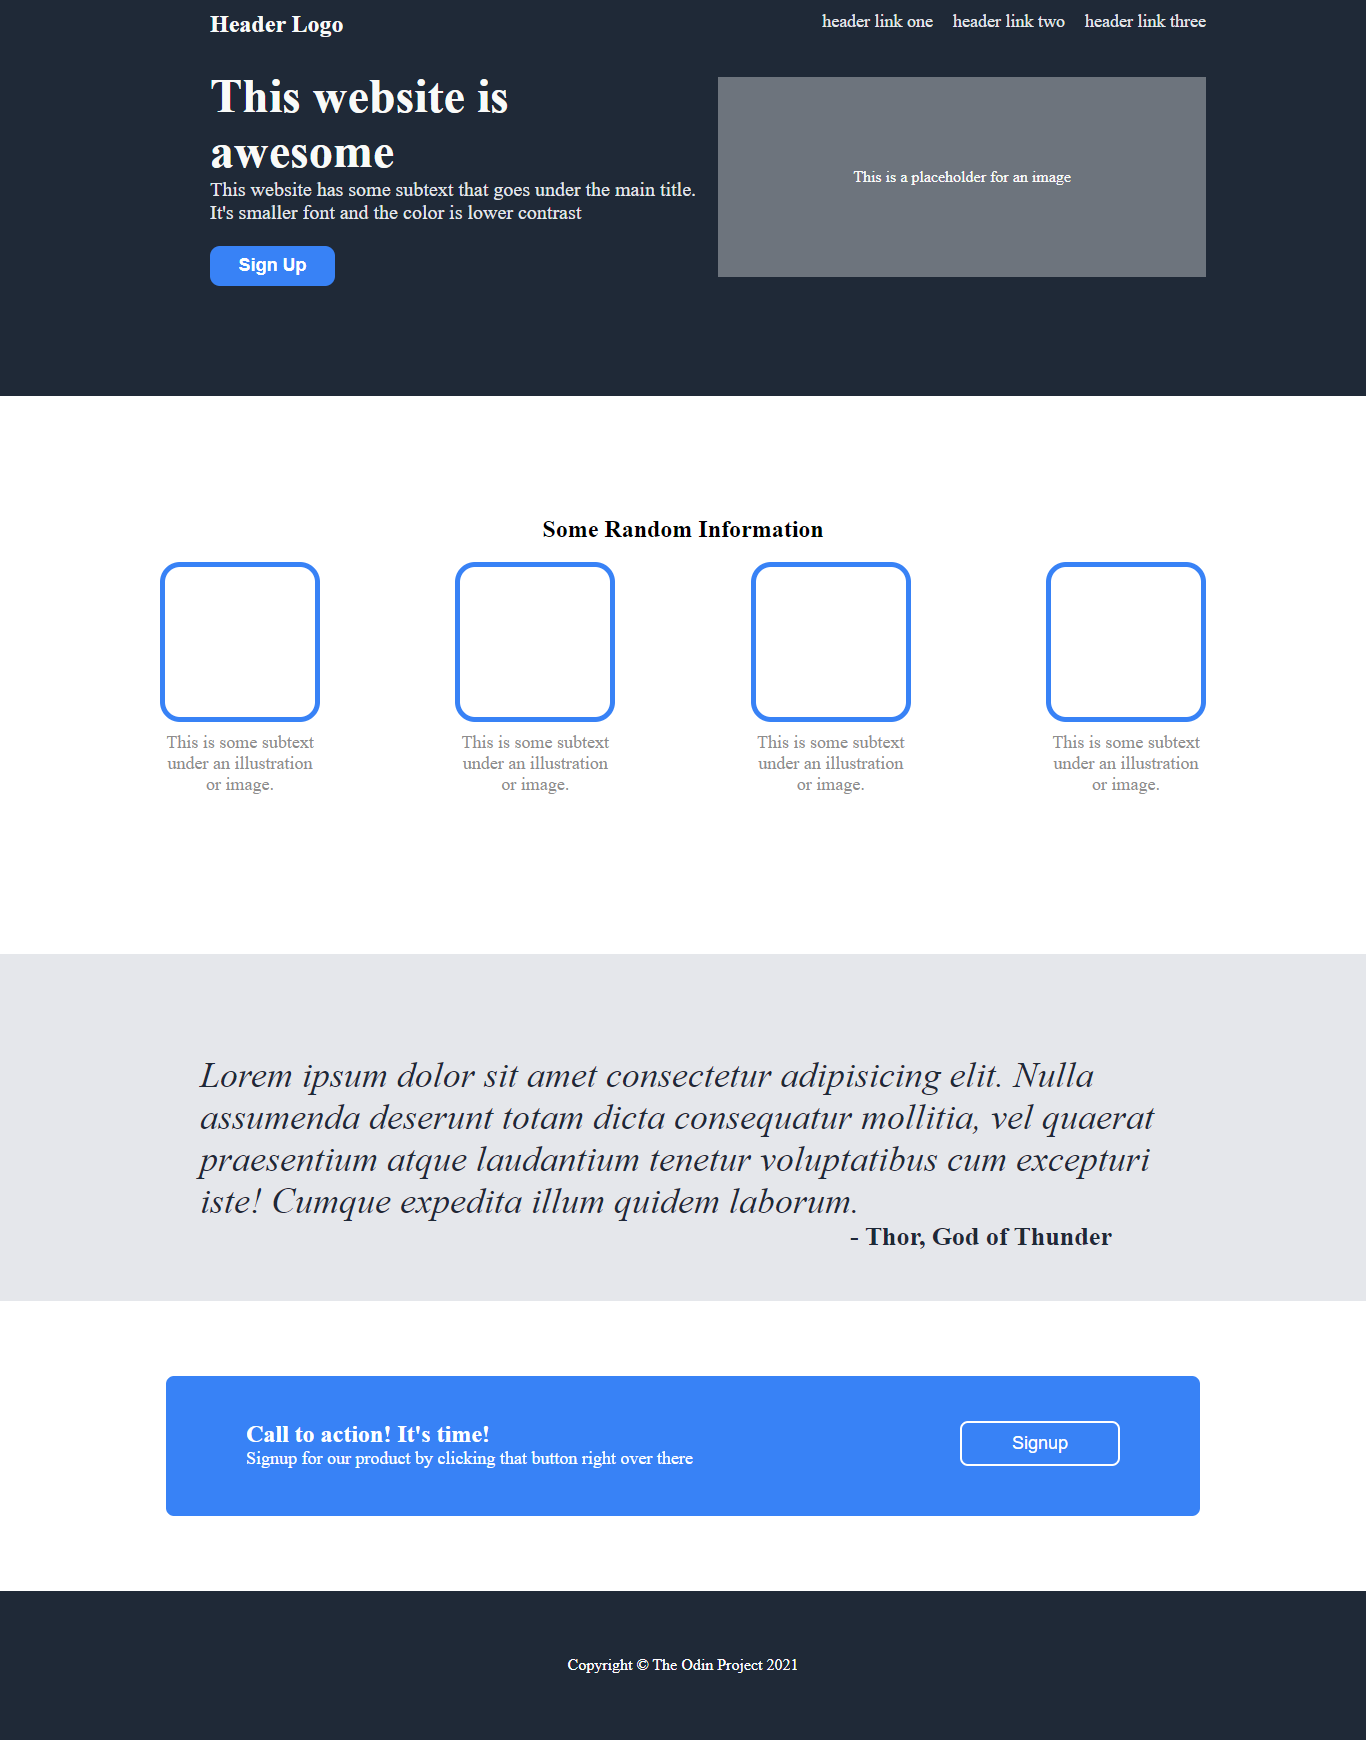 Header Logo
header link one header link two header link three
This website is
awesome
This website has some subtext that goes under the main title.
It's smaller font and the color is lower contrast
Sign Up
This is a placeholder for an image
Some Random Information
This is some subtext
under an illustration
or image.
This is some subtext
under an illustration
or image.
This is some subtext
under an illustration
or image.
This is some subtext
under an illustration
or image.
Lorem ipsum dolor sit amet consectetur adipisicing elit. Nulla
assumenda deserunt totam dicta consequatur mollitia, vel quaerat
praesentium atque laudantium tenetur voluptatibus cum excepturi
iste! Cumque expedita illum quidem laborum.
- Thor, God of Thunder
Call to action! It's time!
Signup for our product by clicking that button right over there
Signup
Copyright © The Odin Project 2021